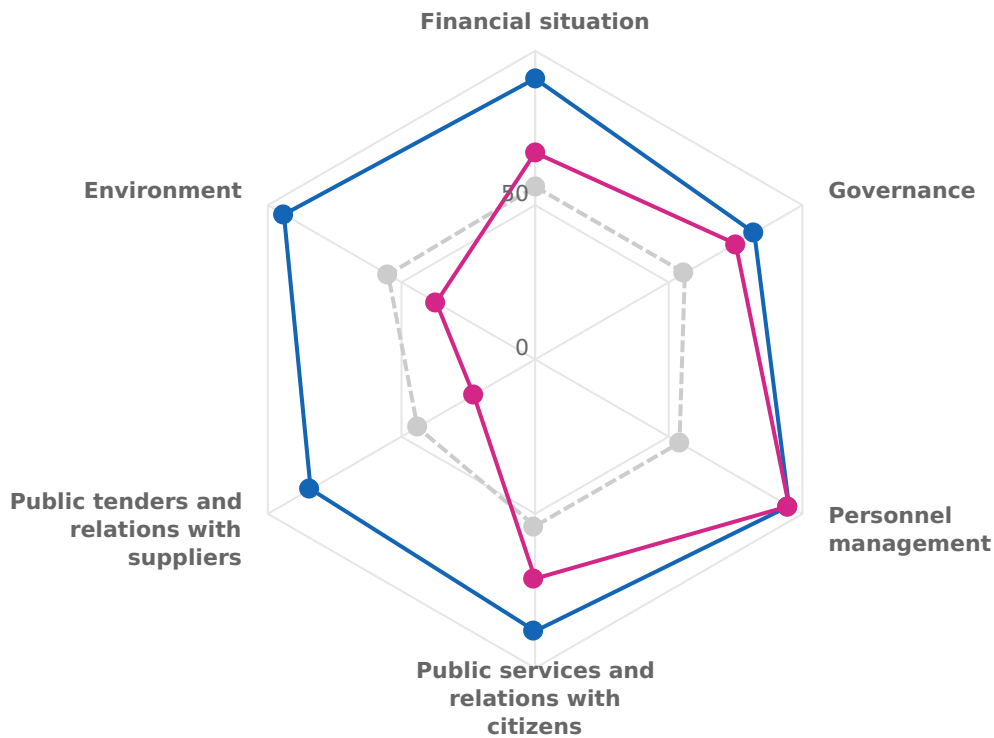 Financial situation
Environment
50
Governance
0
Public tenders and
relations with
suppliers
Personnel
management
Public services and
relations with
citizens